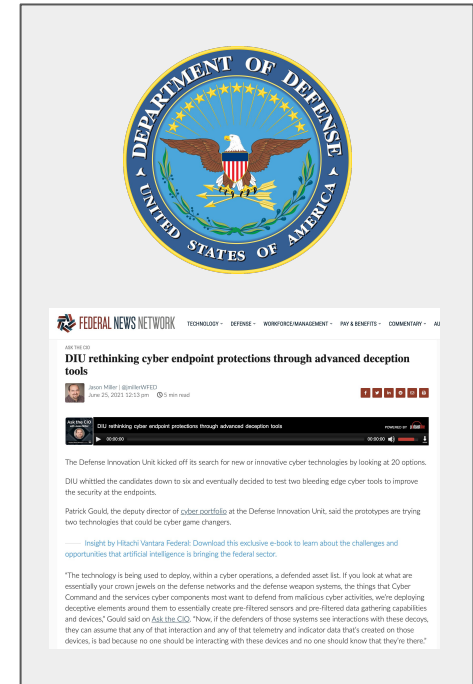 DEPARTMENT OF DEFENSE
UNITED STATES OF AMERICA
FEDERAL NEWS NETWORK
TECHNOLOGY DEFENSE WORKFORCE/MANAGEMENT PAY & BENEFITS COMMENTARY AU
ASK THE CIO
DIU rethinking cyber endpoint protections through advanced deception
tools
Jason Miller | @jmillerWFED
June 25, 2021 12:13 pm 5 min read
Ask the CIO
DIU rethinking cyber endpoint protections through advanced deception tools
POWERED BY
00:00:00 00:00:00
The Defense Innovation Unit kicked off its search for new or innovative cyber technologies by looking at 20 options.
DIU whittled the candidates down to six and eventually decided to test two bleeding edge cyber tools to improve
the security at the endpoints.
Patrick Gould, the deputy director of cyber portfolio at the Defense Innovation Unit, said the prototypes are trying
two technologies that could be cyber game changers.
Insight by Hitachi Vantara Federal: Download this exclusive e-book to learn about the challenges and
opportunities that artificial intelligence is bringing the federal sector.
"The technology is being used to deploy, within a cyber operations, a defended asset list. If you look at what are
essentially your crown jewels on the defense networks and the defense weapon systems, the things that Cyber
Command and the services cyber components most want to defend from malicious cyber activities, we're deploying
deceptive elements around them to essentially create pre-filtered sensors and pre-filtered data gathering capabilities
and devices," Gould said on Ask the CIO. "Now, if the defenders of those systems see interactions with these decoys,
they can assume that any of that interaction and any of that telemetry and indicator data that's created on those
devices, is bad because no one should be interacting with these devices and no one should know that they're there."